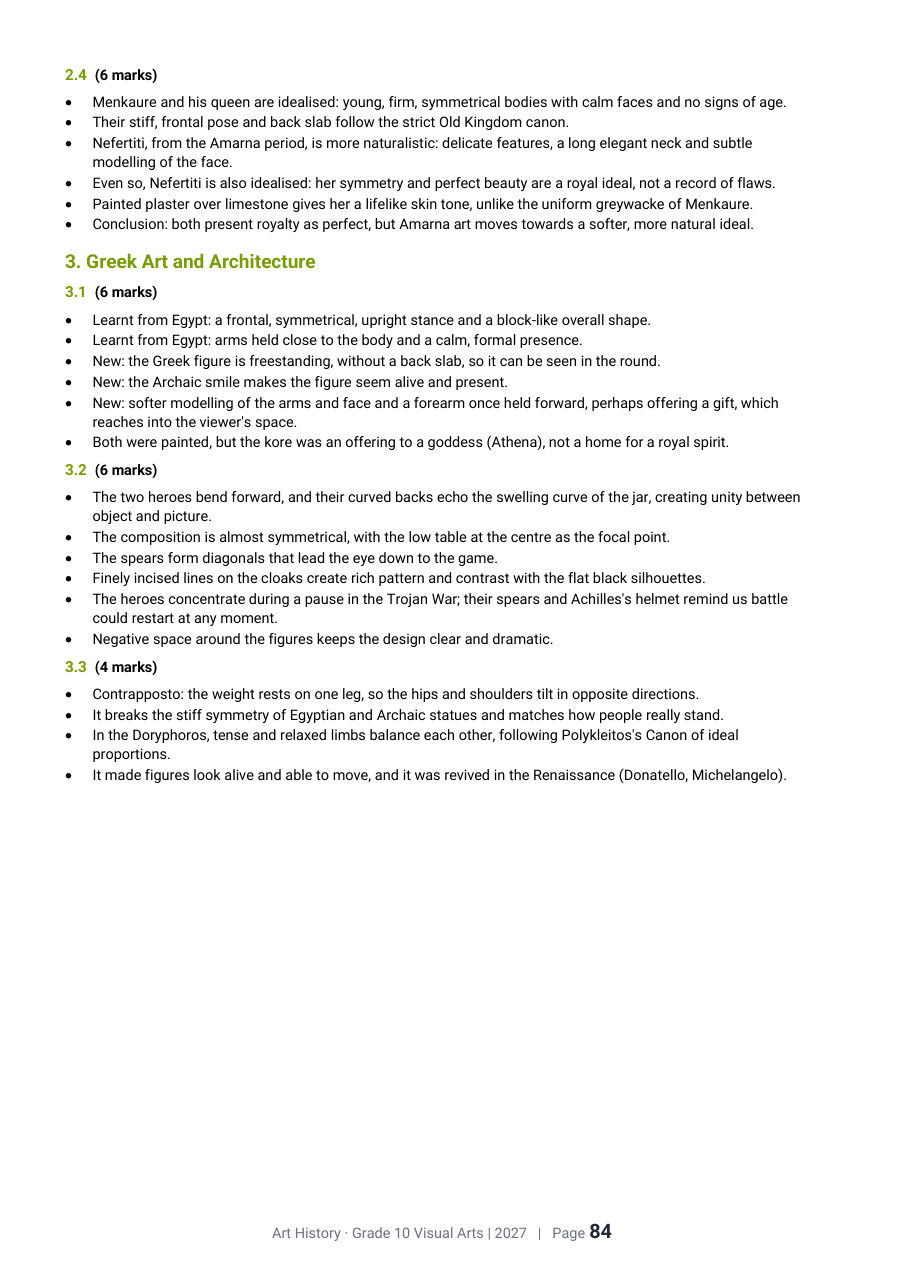 2.4 (6 marks)
• Menkaure and his queen are idealised: young, firm, symmetrical bodies with calm faces and no signs of age.
• Their stiff, frontal pose and back slab follow the strict Old Kingdom canon.
• Nefertiti, from the Amarna period, is more naturalistic: delicate features, a long elegant neck and subtle
modelling of the face.
• Even so, Nefertiti is also idealised: her symmetry and perfect beauty are a royal ideal, not a record of flaws.
• Painted plaster over limestone gives her a lifelike skin tone, unlike the uniform greywacke of Menkaure.
• Conclusion: both present royalty as perfect, but Amarna art moves towards a softer, more natural ideal.
3. Greek Art and Architecture
3.1 (6 marks)
• Learnt from Egypt: a frontal, symmetrical, upright stance and a block-like overall shape.
• Learnt from Egypt: arms held close to the body and a calm, formal presence.
• New: the Greek figure is freestanding, without a back slab, so it can be seen in the round.
• New: the Archaic smile makes the figure seem alive and present.
• New: softer modelling of the arms and face and a forearm once held forward, perhaps offering a gift, which
reaches into the viewer's space.
• Both were painted, but the kore was an offering to a goddess (Athena), not a home for a royal spirit.
3.2 (6 marks)
• The two heroes bend forward, and their curved backs echo the swelling curve of the jar, creating unity between
object and picture.
• The composition is almost symmetrical, with the low table at the centre as the focal point.
• The spears form diagonals that lead the eye down to the game.
• Finely incised lines on the cloaks create rich pattern and contrast with the flat black silhouettes.
• The heroes concentrate during a pause in the Trojan War; their spears and Achilles's helmet remind us battle
could restart at any moment.
• Negative space around the figures keeps the design clear and dramatic.
3.3 (4 marks)
• Contrapposto: the weight rests on one leg, so the hips and shoulders tilt in opposite directions.
• It breaks the stiff symmetry of Egyptian and Archaic statues and matches how people really stand.
• In the Doryphoros, tense and relaxed limbs balance each other, following Polykleitos's Canon of ideal
proportions.
• It made figures look alive and able to move, and it was revived in the Renaissance (Donatello, Michelangelo).
Art History · Grade 10 Visual Arts | 2027 | Page 84